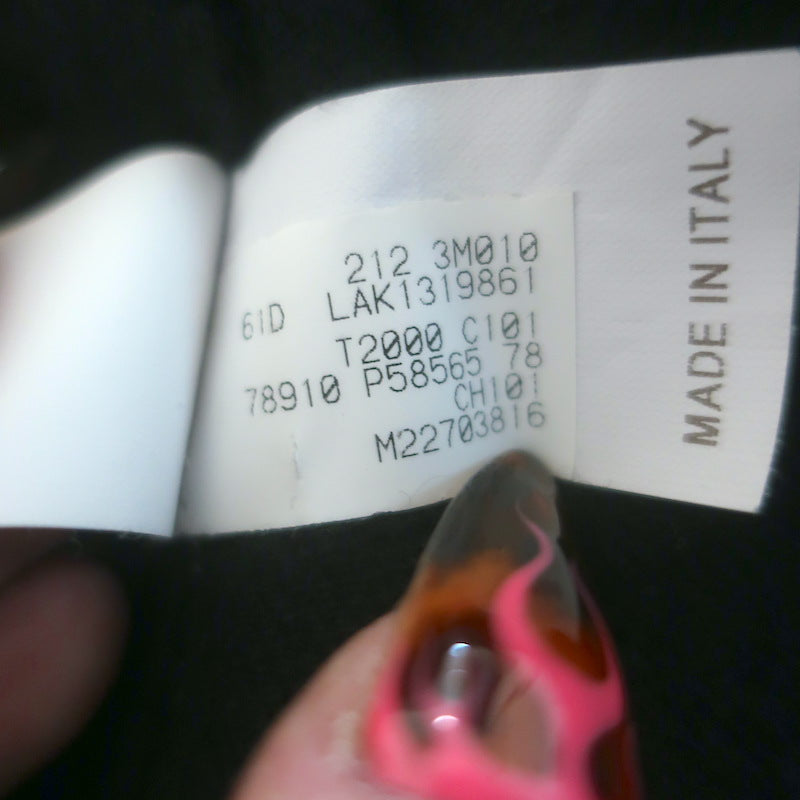 212 3M010
61D LAK1319861
T2000 C101
78910 P58565 78
CH101
M22703816
MADE IN ITALY